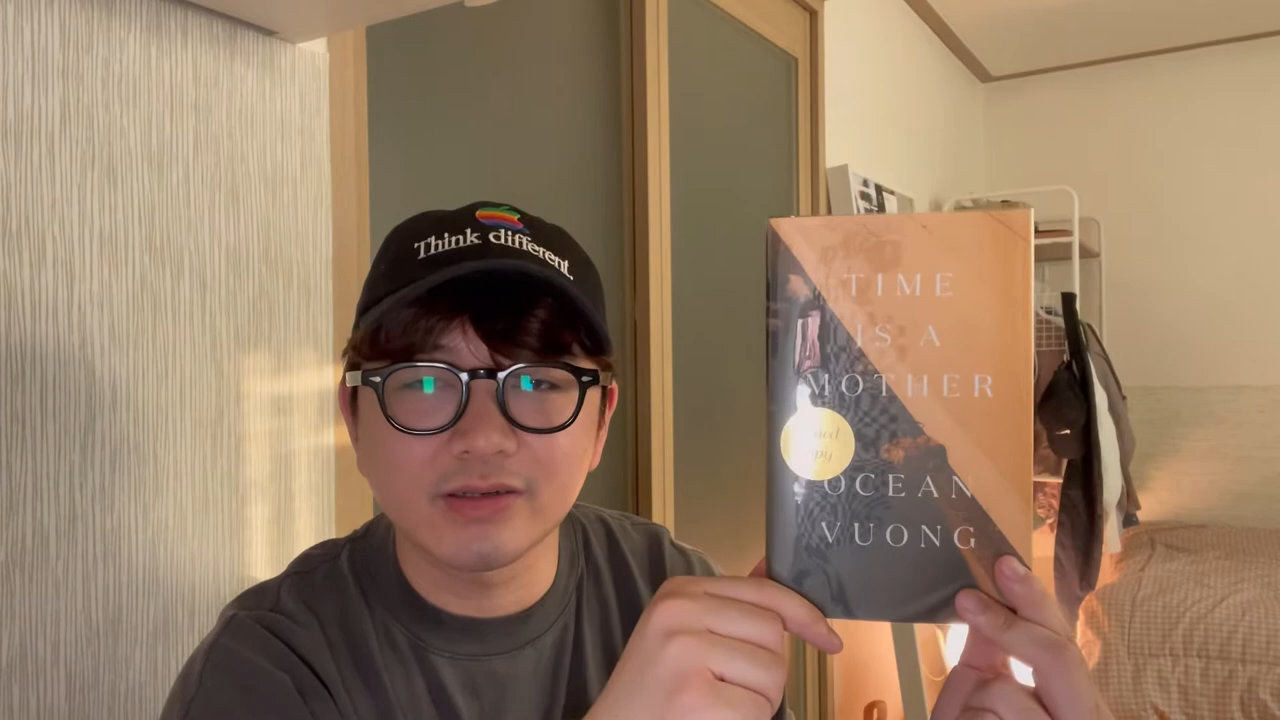 Think different.
TIME
IS A
MOTHER
OCEAN
VUONG